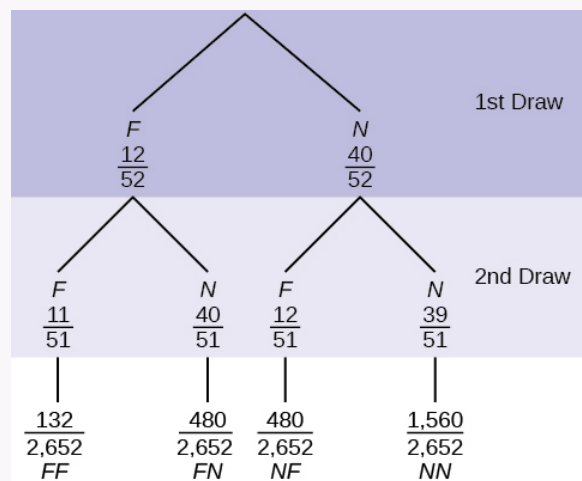 1st Draw
F N
12 40
52 52
2nd Draw
F N F N
11 40 12 39
51 51 51 51
132 480 480 1,560
2,652 2,652 2,652 2,652
FF FN NF NN